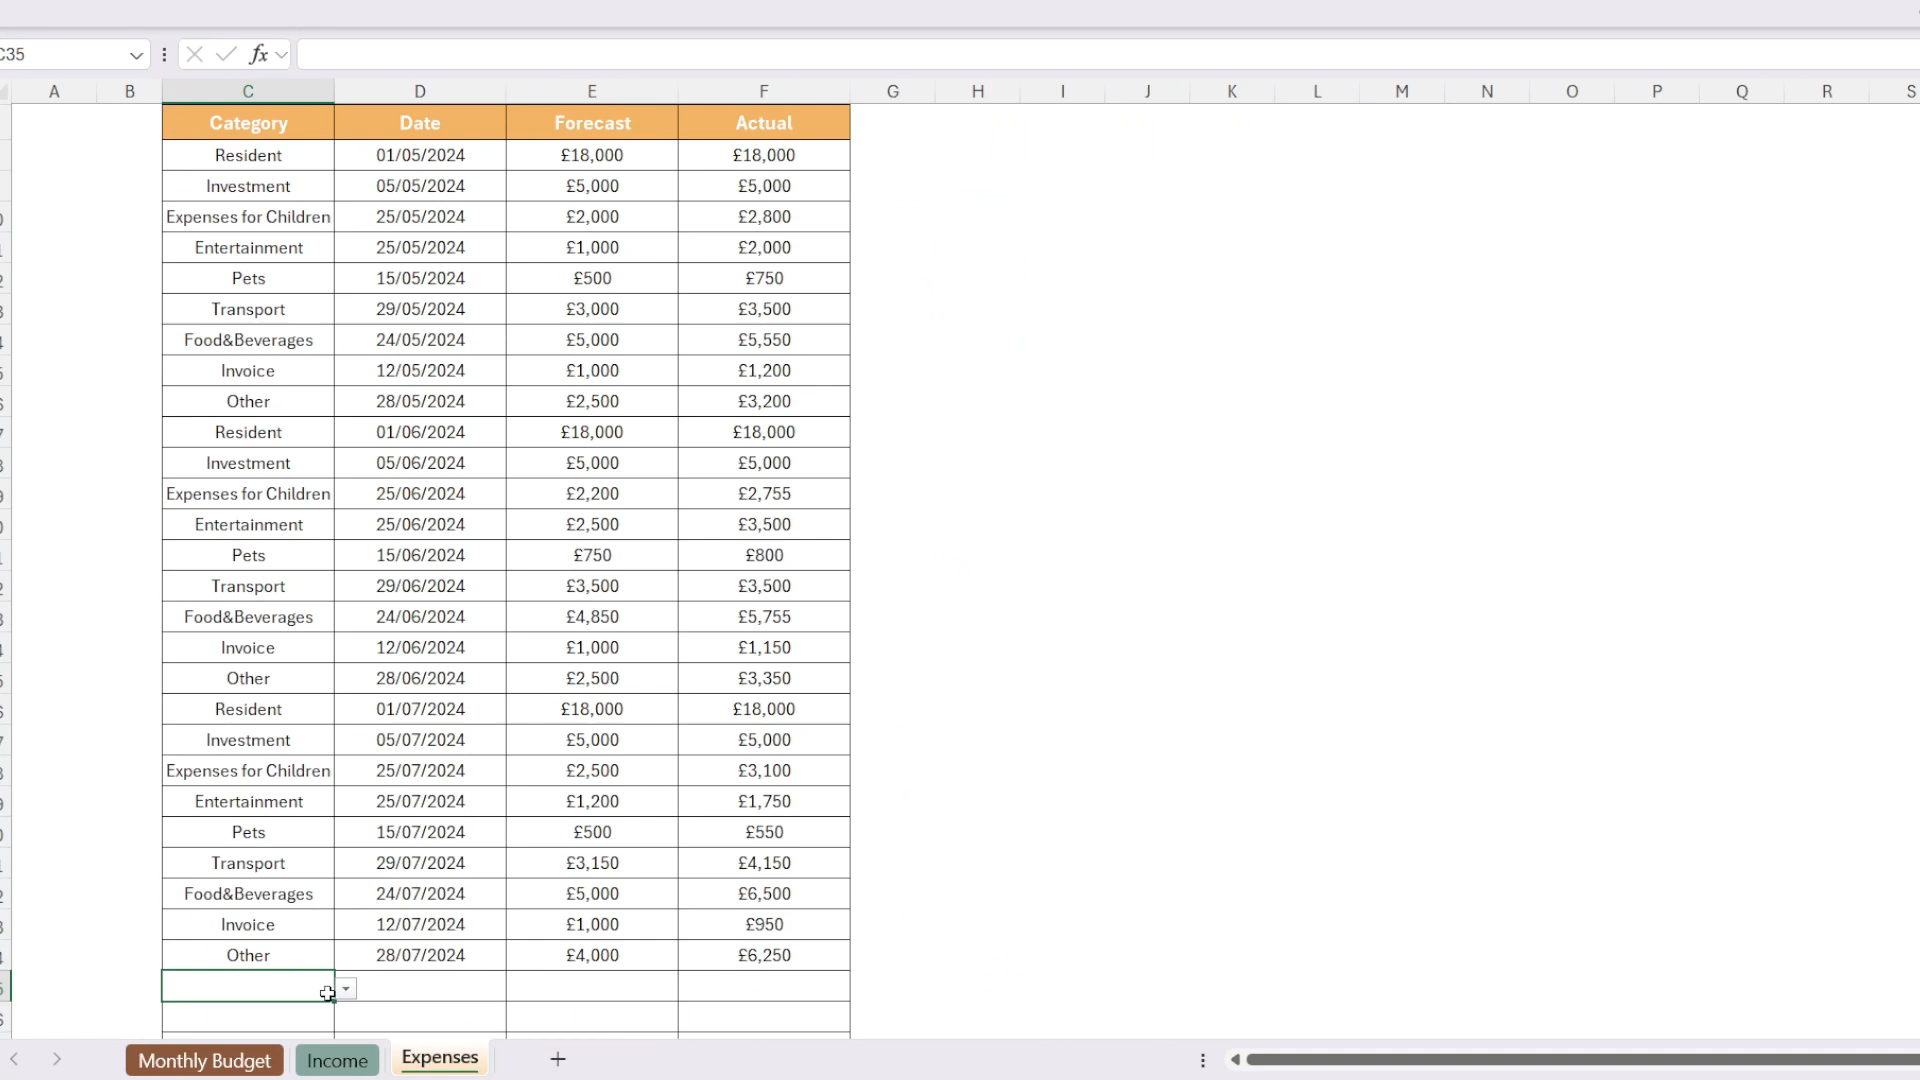 C35
fx
A B C D E F G H I J K L M N O P Q R S
Category Date Forecast Actual
Resident 01/05/2024 £18,000 £18,000
Investment 05/05/2024 £5,000 £5,000
Expenses for Children 25/05/2024 £2,000 £2,800
Entertainment 25/05/2024 £1,000 £2,000
Pets 15/05/2024 £500 £750
Transport 29/05/2024 £3,000 £3,500
Food&Beverages 24/05/2024 £5,000 £5,550
Invoice 12/05/2024 £1,000 £1,200
Other 28/05/2024 £2,500 £3,200
Resident 01/06/2024 £18,000 £18,000
Investment 05/06/2024 £5,000 £5,000
Expenses for Children 25/06/2024 £2,200 £2,755
Entertainment 25/06/2024 £2,500 £3,500
Pets 15/06/2024 £750 £800
Transport 29/06/2024 £3,500 £3,500
Food&Beverages 24/06/2024 £4,850 £5,755
Invoice 12/06/2024 £1,000 £1,150
Other 28/06/2024 £2,500 £3,350
Resident 01/07/2024 £18,000 £18,000
Investment 05/07/2024 £5,000 £5,000
Expenses for Children 25/07/2024 £2,500 £3,100
Entertainment 25/07/2024 £1,200 £1,750
Pets 15/07/2024 £500 £550
Transport 29/07/2024 £3,150 £4,150
Food&Beverages 24/07/2024 £5,000 £6,500
Invoice 12/07/2024 £1,000 £950
Other 28/07/2024 £4,000 £6,250
Monthly Budget Income Expenses